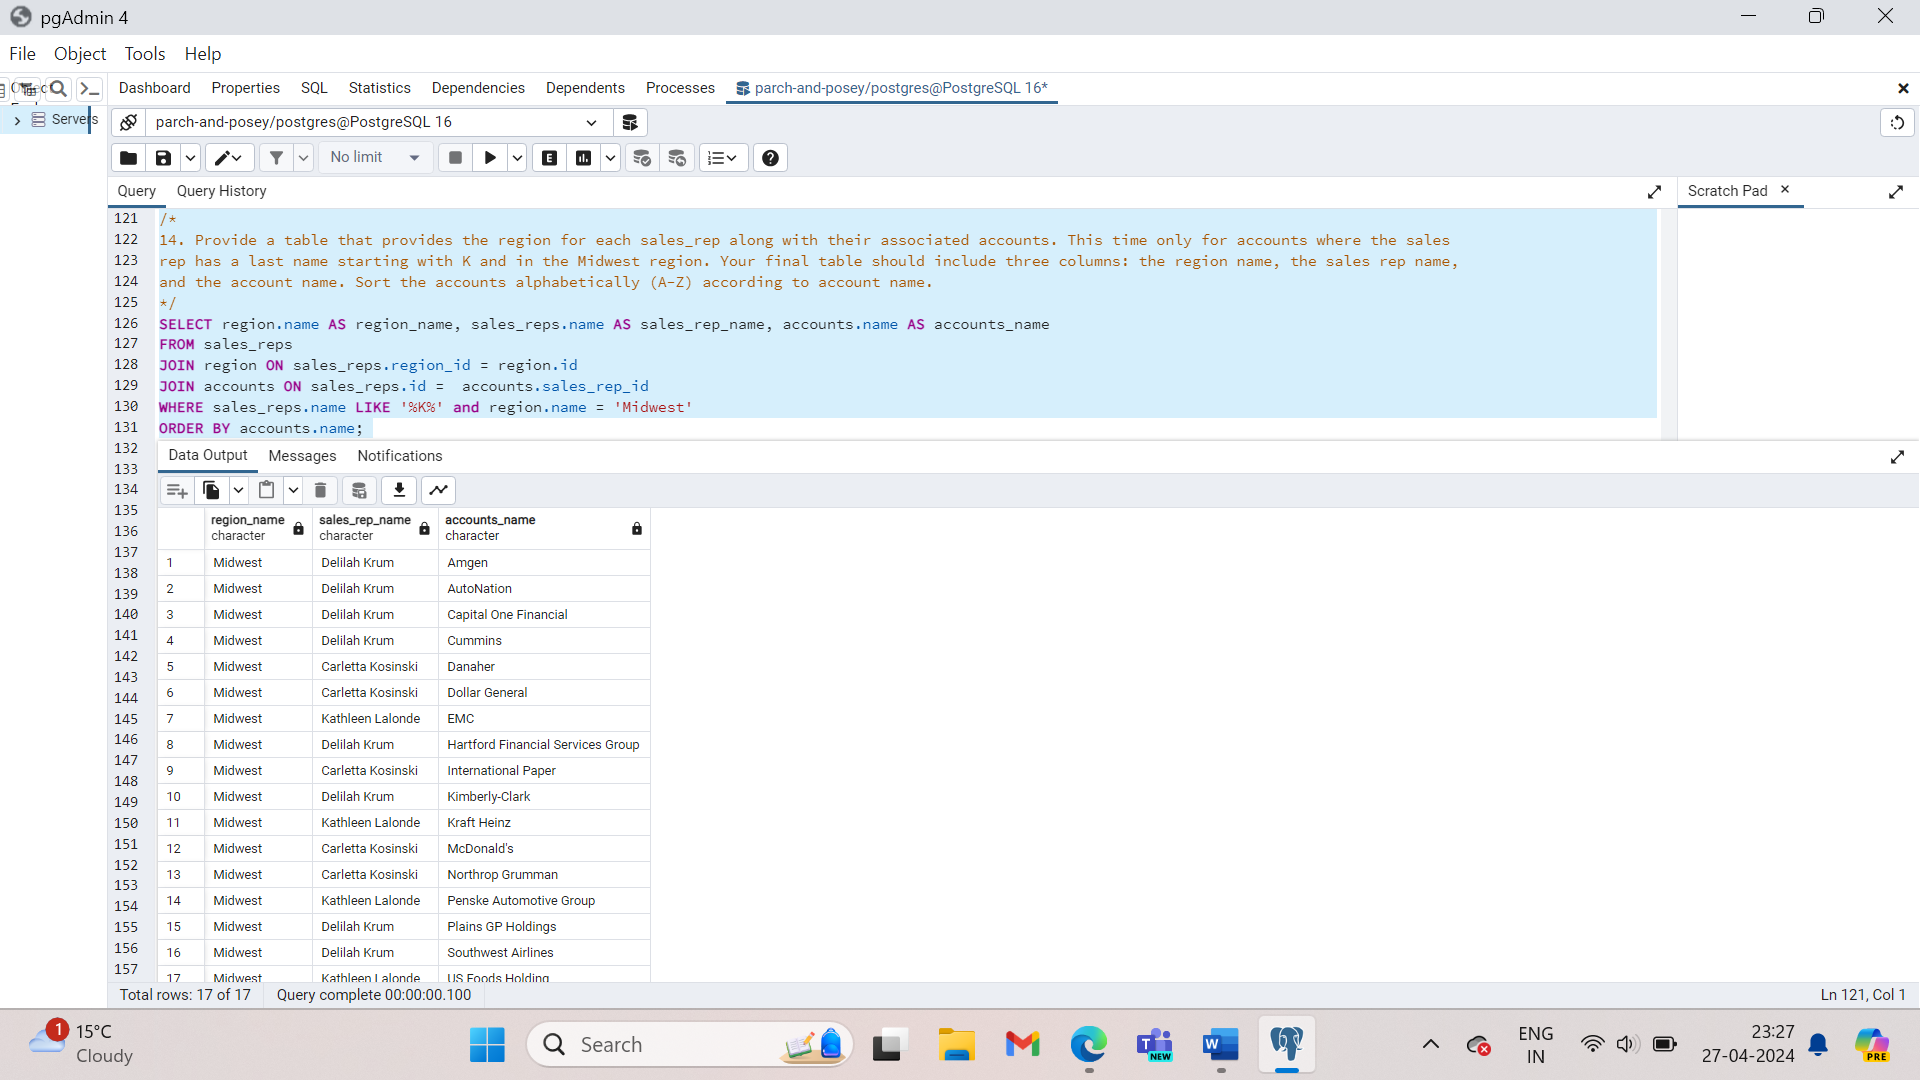 pgAdmin 4
File Object Tools Help
Dashboard Properties SQL Statistics Dependencies Dependents Processes parch-and-posey/postgres@PostgreSQL 16*
Servers
parch-and-posey/postgres@PostgreSQL 16
No limit
E
Query Query History Scratch Pad
121 /*
122 14. Provide a table that provides the region for each sales_rep along with their associated accounts. This time only for accounts where the sales
123 rep has a last name starting with K and in the Midwest region. Your final table should include three columns: the region name, the sales rep name,
124 and the account name. Sort the accounts alphabetically (A-Z) according to account name.
125 */
126 SELECT region.name AS region_name, sales_reps.name AS sales_rep_name, accounts.name AS accounts_name
127 FROM sales_reps
128 JOIN region ON sales_reps.region_id = region.id
129 JOIN accounts ON sales_reps.id =  accounts.sales_rep_id
130 WHERE sales_reps.name LIKE '%K%' and region.name = 'Midwest'
131 ORDER BY accounts.name;
132
133
134
135
136
137
138
139
140
141
142
143
144
145
146
147
148
149
150
151
152
153
154
155
156
157
Data Output Messages Notifications
region_name sales_rep_name accounts_name
character character character
1 Midwest Delilah Krum Amgen
2 Midwest Delilah Krum AutoNation
3 Midwest Delilah Krum Capital One Financial
4 Midwest Delilah Krum Cummins
5 Midwest Carletta Kosinski Danaher
6 Midwest Carletta Kosinski Dollar General
7 Midwest Kathleen Lalonde EMC
8 Midwest Delilah Krum Hartford Financial Services Group
9 Midwest Carletta Kosinski International Paper
10 Midwest Delilah Krum Kimberly-Clark
11 Midwest Kathleen Lalonde Kraft Heinz
12 Midwest Carletta Kosinski McDonald's
13 Midwest Carletta Kosinski Northrop Grumman
14 Midwest Kathleen Lalonde Penske Automotive Group
15 Midwest Delilah Krum Plains GP Holdings
16 Midwest Delilah Krum Southwest Airlines
17 Midwest Kathleen Lalonde US Foods Holding
Total rows: 17 of 17 Query complete 00:00:00.100 Ln 121, Col 1
1 15°C
Cloudy
Search
T NEW
W
ENG
IN
23:27
27-04-2024
PRE